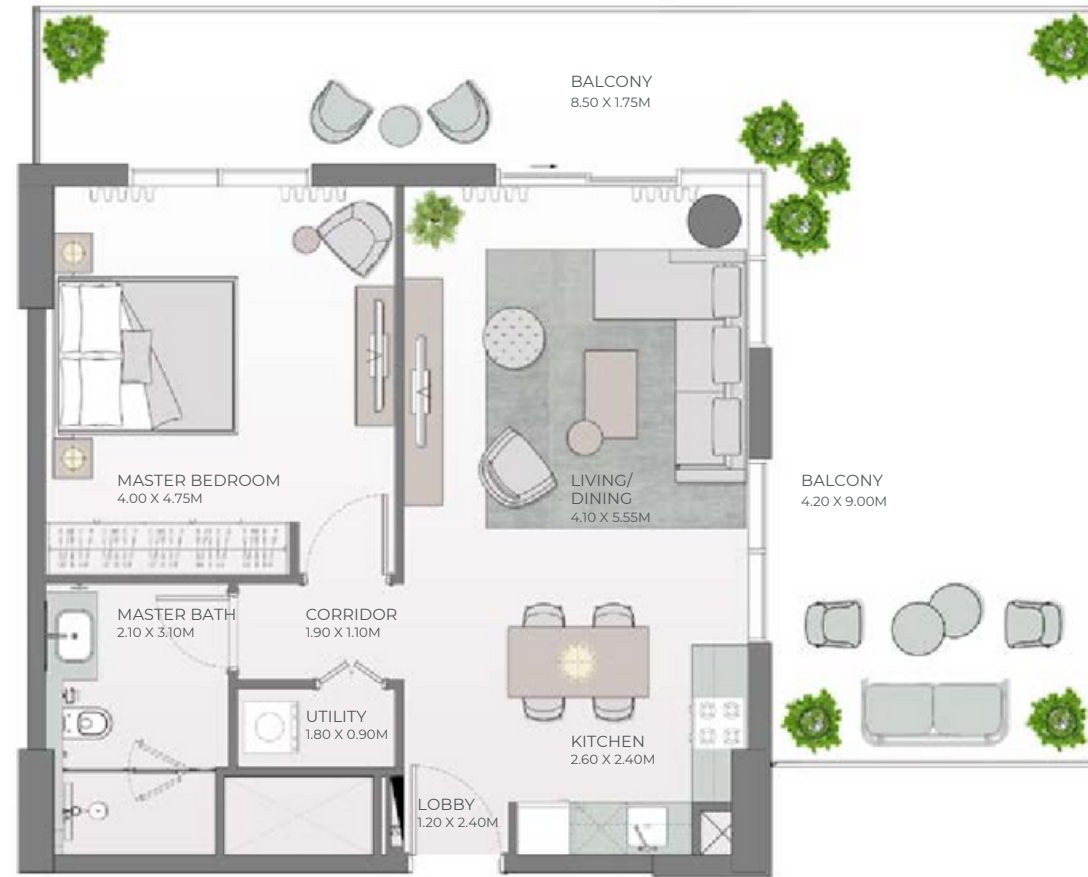 BALCONY
8.50 X 1.75M
MASTER BEDROOM
4.00 X 4.75M
LIVING/
DINING
4.10 X 5.55M
BALCONY
4.20 X 9.00M
MASTER BATH
2.10 X 3.10M
CORRIDOR
1.90 X 1.10M
UTILITY
1.80 X 0.90M
KITCHEN
2.60 X 2.40M
LOBBY
1.20 X 2.40M